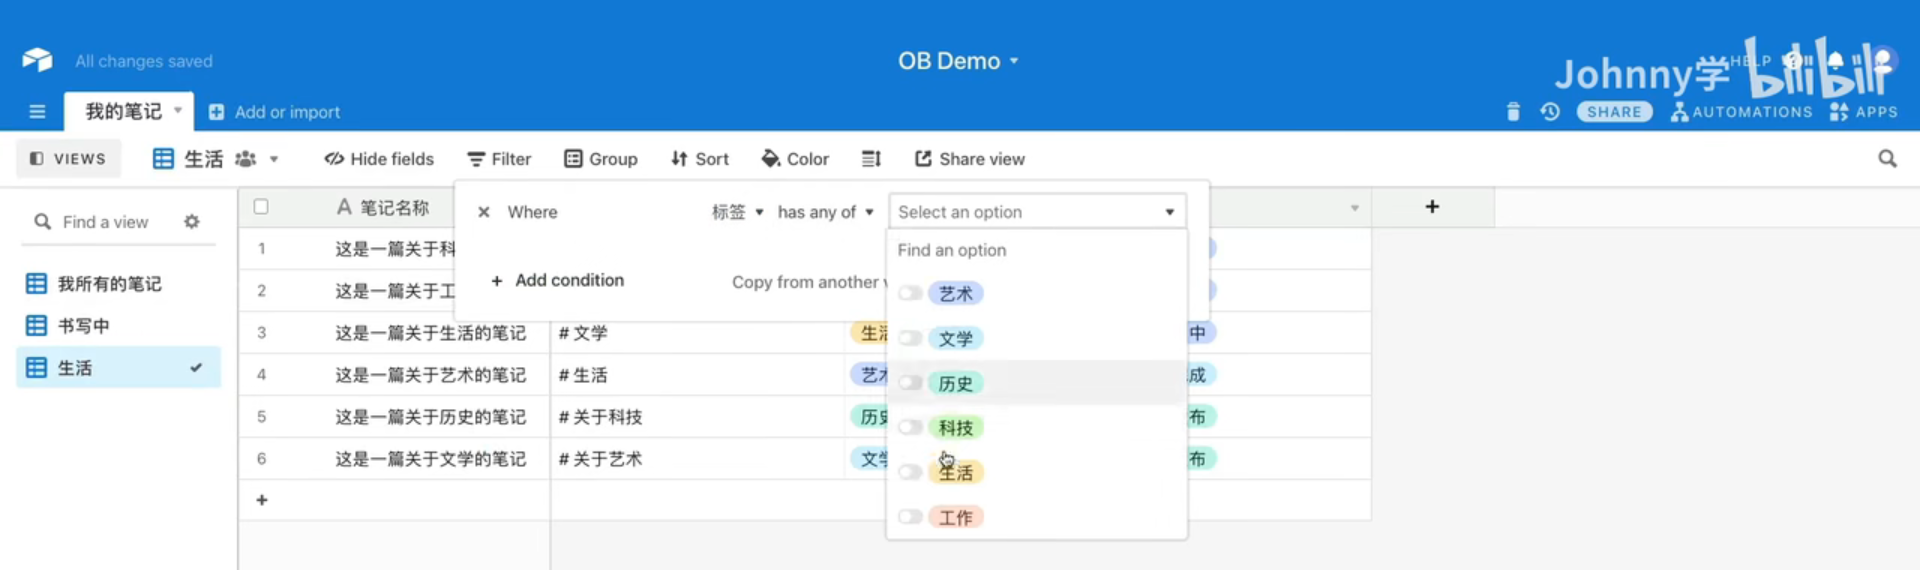 All changes saved
OB Demo
Johnny学
HELP
bilibili
我的笔记
Add or import
SHARE
AUTOMATIONS
APPS
VIEWS
生活
Hide fields
Filter
Group
Sort
Color
Share view
Find a view
A 笔记名称
× Where
标签
has any of
Select an option
+
Find an option
我所有的笔记
书写中
生活
1 这是一篇关于科
2 这是一篇关于工
+ Add condition
Copy from another
艺术
文学
历史
科技
生活
工作
3 这是一篇关于生活的笔记 # 文学 生活 中
4 这是一篇关于艺术的笔记 # 生活 艺术 成
5 这是一篇关于历史的笔记 # 关于科技 历史 布
6 这是一篇关于文学的笔记 # 关于艺术 文学 布
+